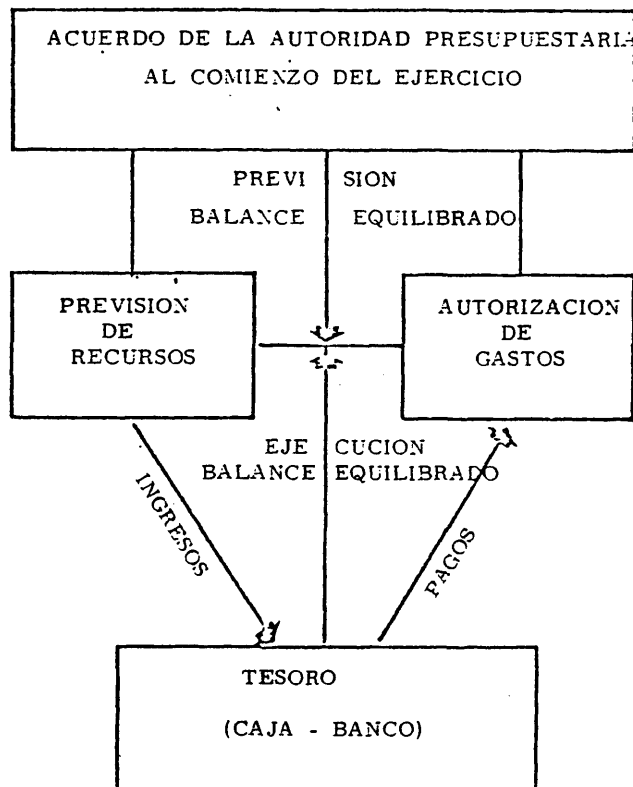 ACUERDO DE LA AUTORIDAD PRESUPUESTARIA
AL COMIENZO DEL EJERCICIO
PREVI SION
BALANCE EQUILIBRADO
PREVISION
DE
RECURSOS
AUTORIZACION
DE
GASTOS
EJE CUCION
BALANCE EQUILIBRADO
INGRESOS
PAGOS
TESORO
(CAJA - BANCO)